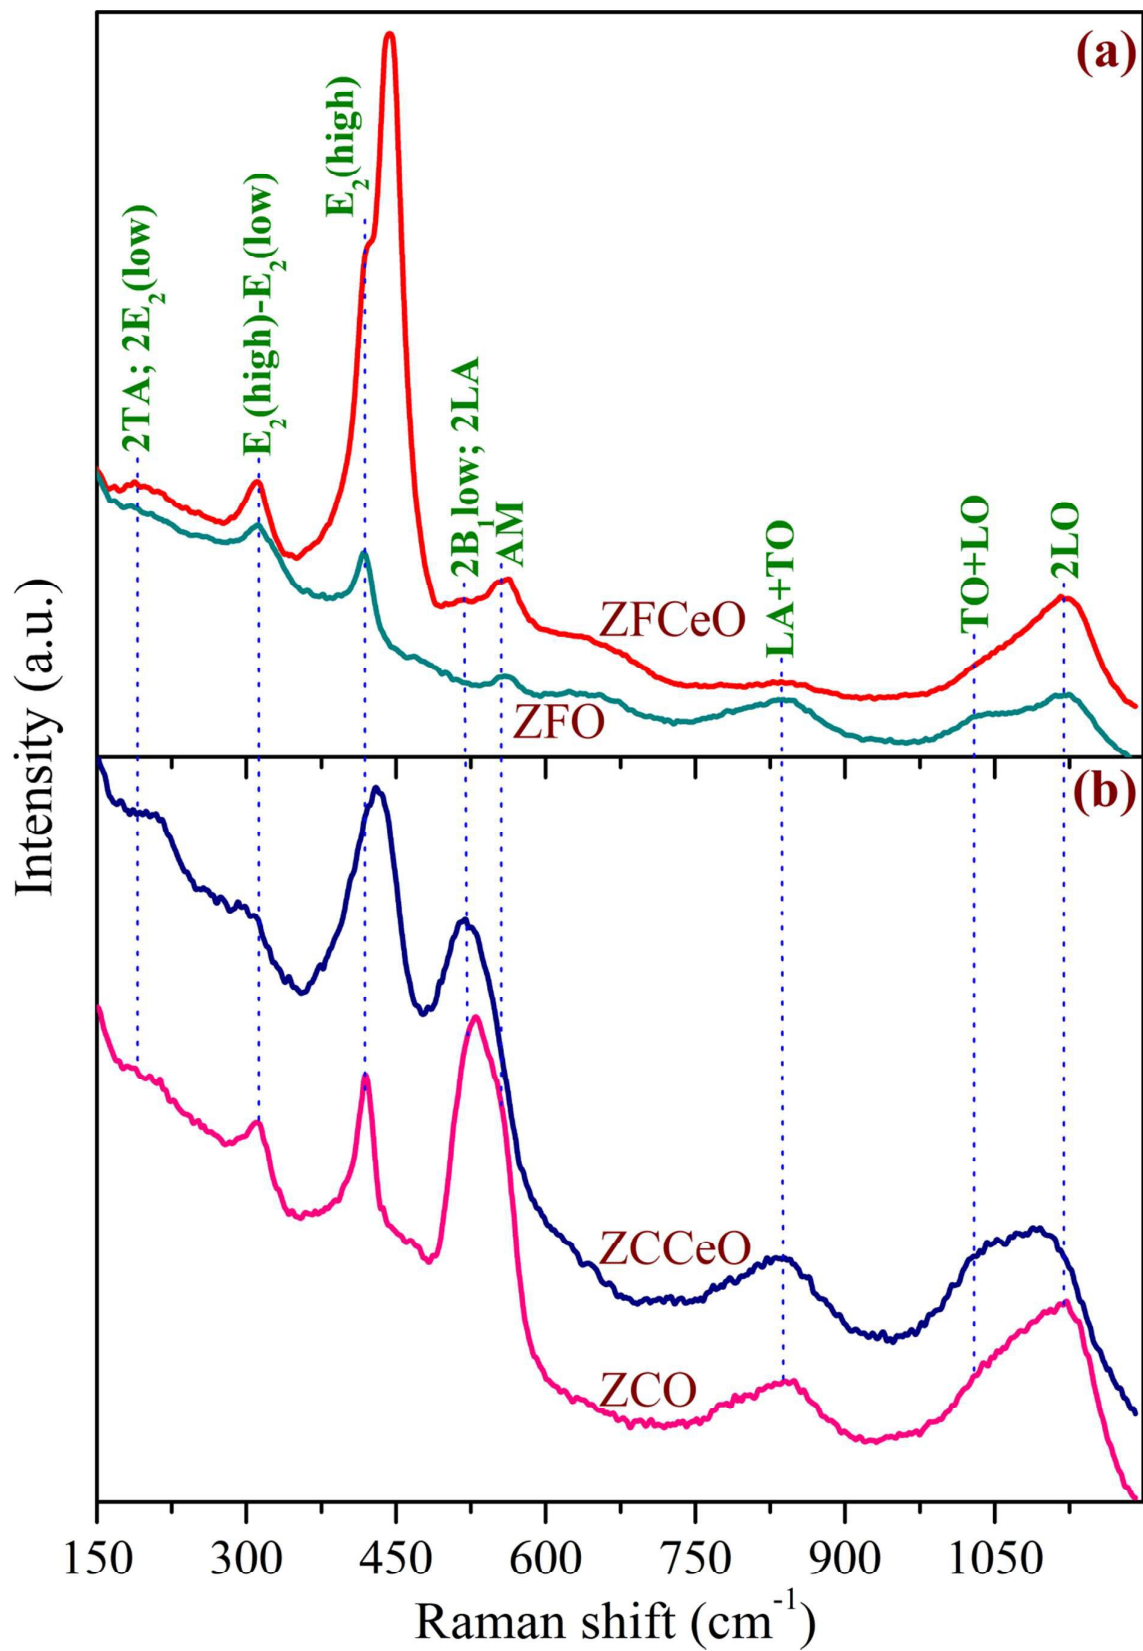 (a)
E2(high)
2TA; 2E2(low)
E2(high)-E2(low)
2B1low; 2LA
AM
LA+TO
TO+LO
2LO
ZFCeO
ZFO
Intensity (a.u.)
(b)
ZCCeO
ZCO
150 300 450 600 750 900 1050
Raman shift (cm-1)